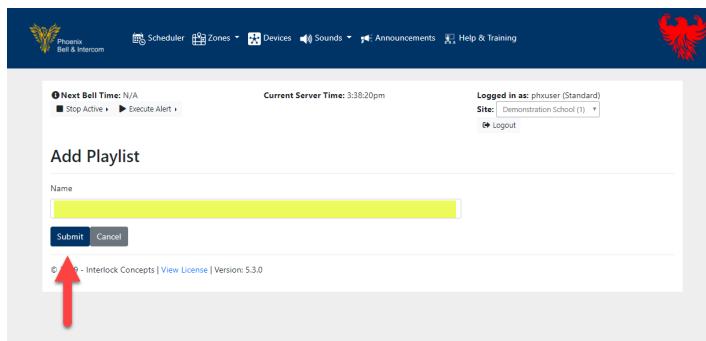 Phoenix
Bell & Intercom
Scheduler Zones Devices Sounds Announcements Help & Training
Next Bell Time: N/A Current Server Time: 3:38:20pm Logged in as: phxuser (Standard)
Stop Active Execute Alert Site: Demonstration School (1)
Logout
Add Playlist
Name
Submit Cancel
© 9 - Interlock Concepts | View License | Version: 5.3.0